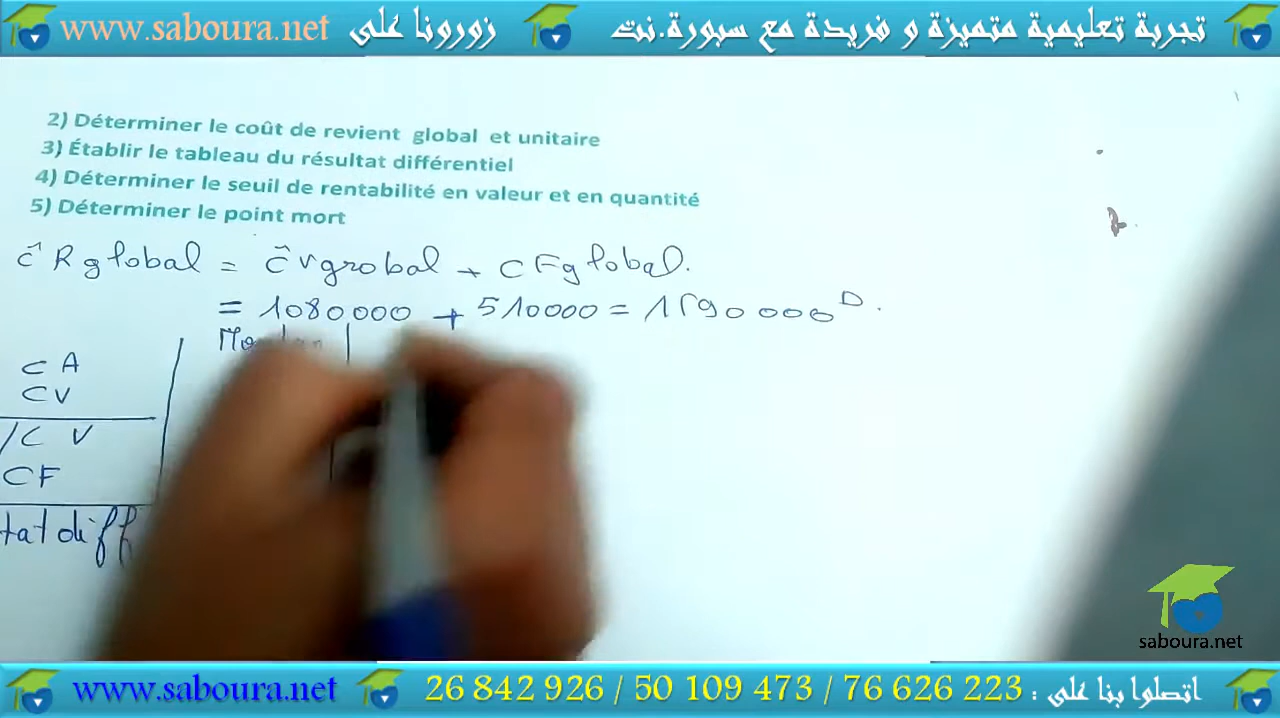 www.saboura.net زورونا على تجربة تعليمية متميزة و فريدة مع سبورة.نت
2) Déterminer le coût de revient global et unitaire
3) Établir le tableau du résultat différentiel
4) Déterminer le seuil de rentabilité en valeur et en quantité
5) Déterminer le point mort
CR global = CV global + CF global.
= 1080000 + 510000 = 1590000 D.
CA
CV
/C V
CF
tat diff
saboura.net
www.saboura.net 26 842 926 / 50 109 473 / 76 626 223 : اتصلوا بنا على